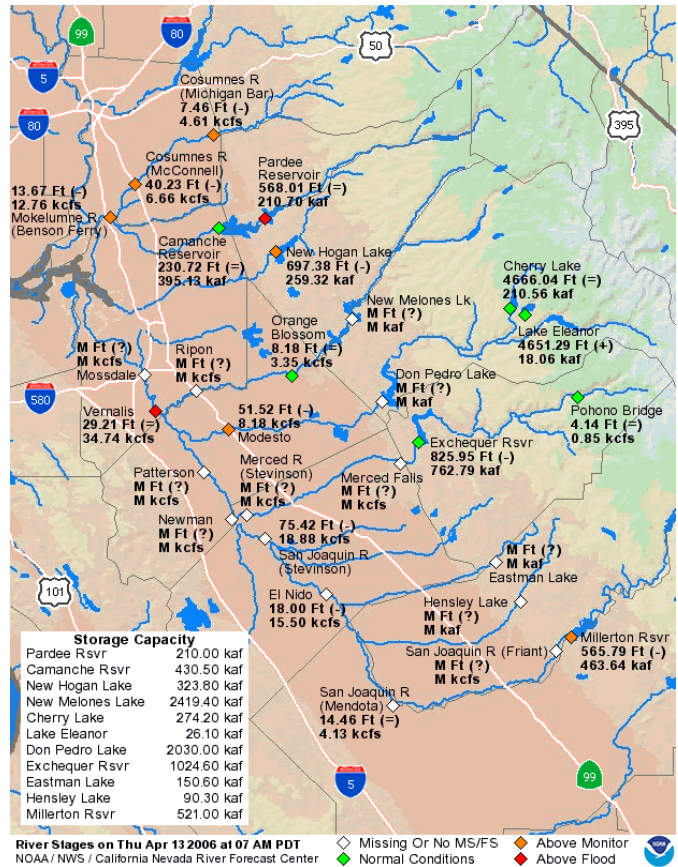 99
80
50
5
Cosumnes R
(Michigan Bar)
7.46 Ft (-)
4.61 kcfs
395
80
Cosumnes R
(McConnell)
40.23 Ft (-)
6.66 kcfs
Pardee
Reservoir
568.01 Ft (=)
210.70 kaf
13.67 Ft (-)
12.76 kcfs
Mokelumne R
(Benson Ferry)
Camanche
Reservoir
230.72 Ft (=)
395.13 kaf
New Hogan Lake
697.38 Ft (-)
259.32 kaf
Cherry Lake
4666.04 Ft (=)
210.56 kaf
New Melones Lk
M Ft (?)
M kaf
Lake Eleanor
4651.29 Ft (+)
18.06 kaf
Orange
Blossom
8.18 Ft (=)
3.35 kcfs
M Ft (?)
M kcfs
Mossdale
Ripon
M Ft (?)
M kcfs
Don Pedro Lake
M Ft (?)
M kaf
580
Vernalis
29.21 Ft (=)
34.74 kcfs
51.52 Ft (-)
8.18 kcfs
Modesto
Pohono Bridge
4.14 Ft (=)
0.85 kcfs
Exchequer Rsvr
825.95 Ft (-)
762.79 kaf
Patterson
M Ft (?)
M kcfs
Merced R
(Stevinson)
M Ft (?)
M kcfs
Merced Falls
M Ft (?)
M kcfs
Newman
M Ft (?)
M kcfs
75.42 Ft (-)
18.88 kcfs
San Joaquin R
(Stevinson)
M Ft (?)
M kaf
Eastman Lake
101
El Nido
18.00 Ft (-)
15.50 kcfs
Hensley Lake
M Ft (?)
M kaf
Millerton Rsvr
565.79 Ft (-)
463.64 kaf
San Joaquin R (Friant)
M Ft (?)
M kcfs
San Joaquin R
(Mendota)
14.46 Ft (=)
4.13 kcfs
Storage Capacity
Pardee Rsvr 210.00 kaf
Camanche Rsvr 430.50 kaf
New Hogan Lake 323.80 kaf
New Melones Lake 2419.40 kaf
Cherry Lake 274.20 kaf
Lake Eleanor 26.10 kaf
Don Pedro Lake 2030.00 kaf
Exchequer Rsvr 1024.60 kaf
Eastman Lake 150.60 kaf
Hensley Lake 90.30 kaf
Millerton Rsvr 521.00 kaf
5
99
River Stages on Thu Apr 13 2006 at 07 AM PDT
NOAA / NWS / California Nevada River Forecast Center
Missing Or No MS/FS
Normal Conditions
Above Monitor
Above Flood